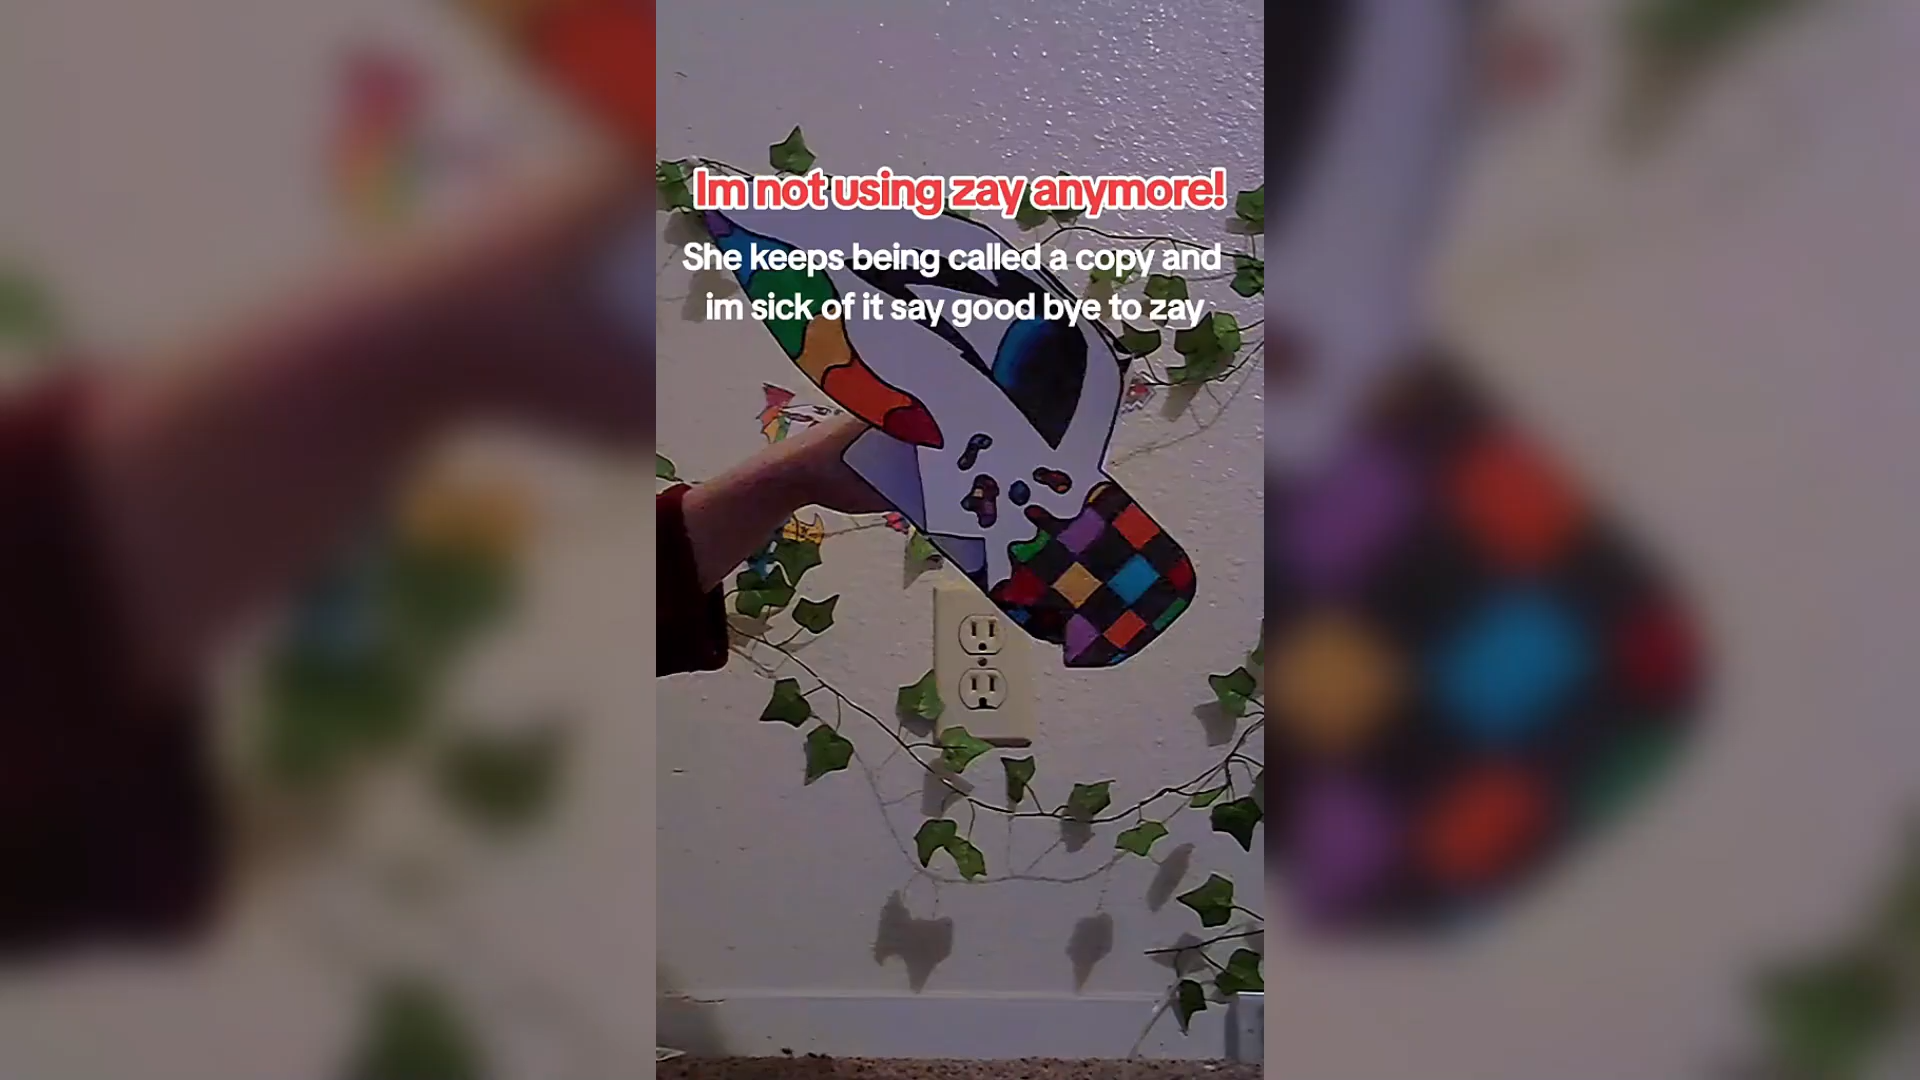 Im not using zay anymore!
She keeps being called a copy and
im sick of it say good bye to zay